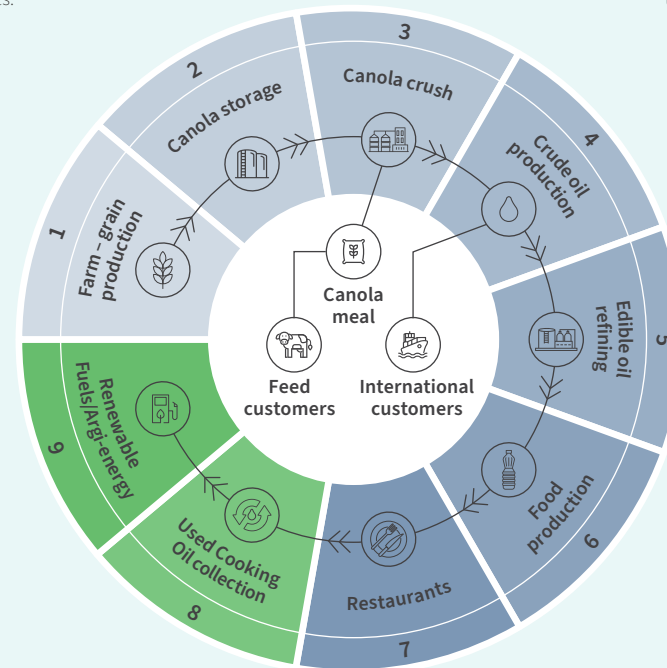 1
Farm – grain
production
2
Canola storage
3
Canola crush
4
Crude oil
production
5
Edible oil
refining
6
Food
production
7
Restaurants
8
Used Cooking
Oil collection
9
Renewable
Fuels/Argi-energy
Canola
meal
Feed
customers
International
customers